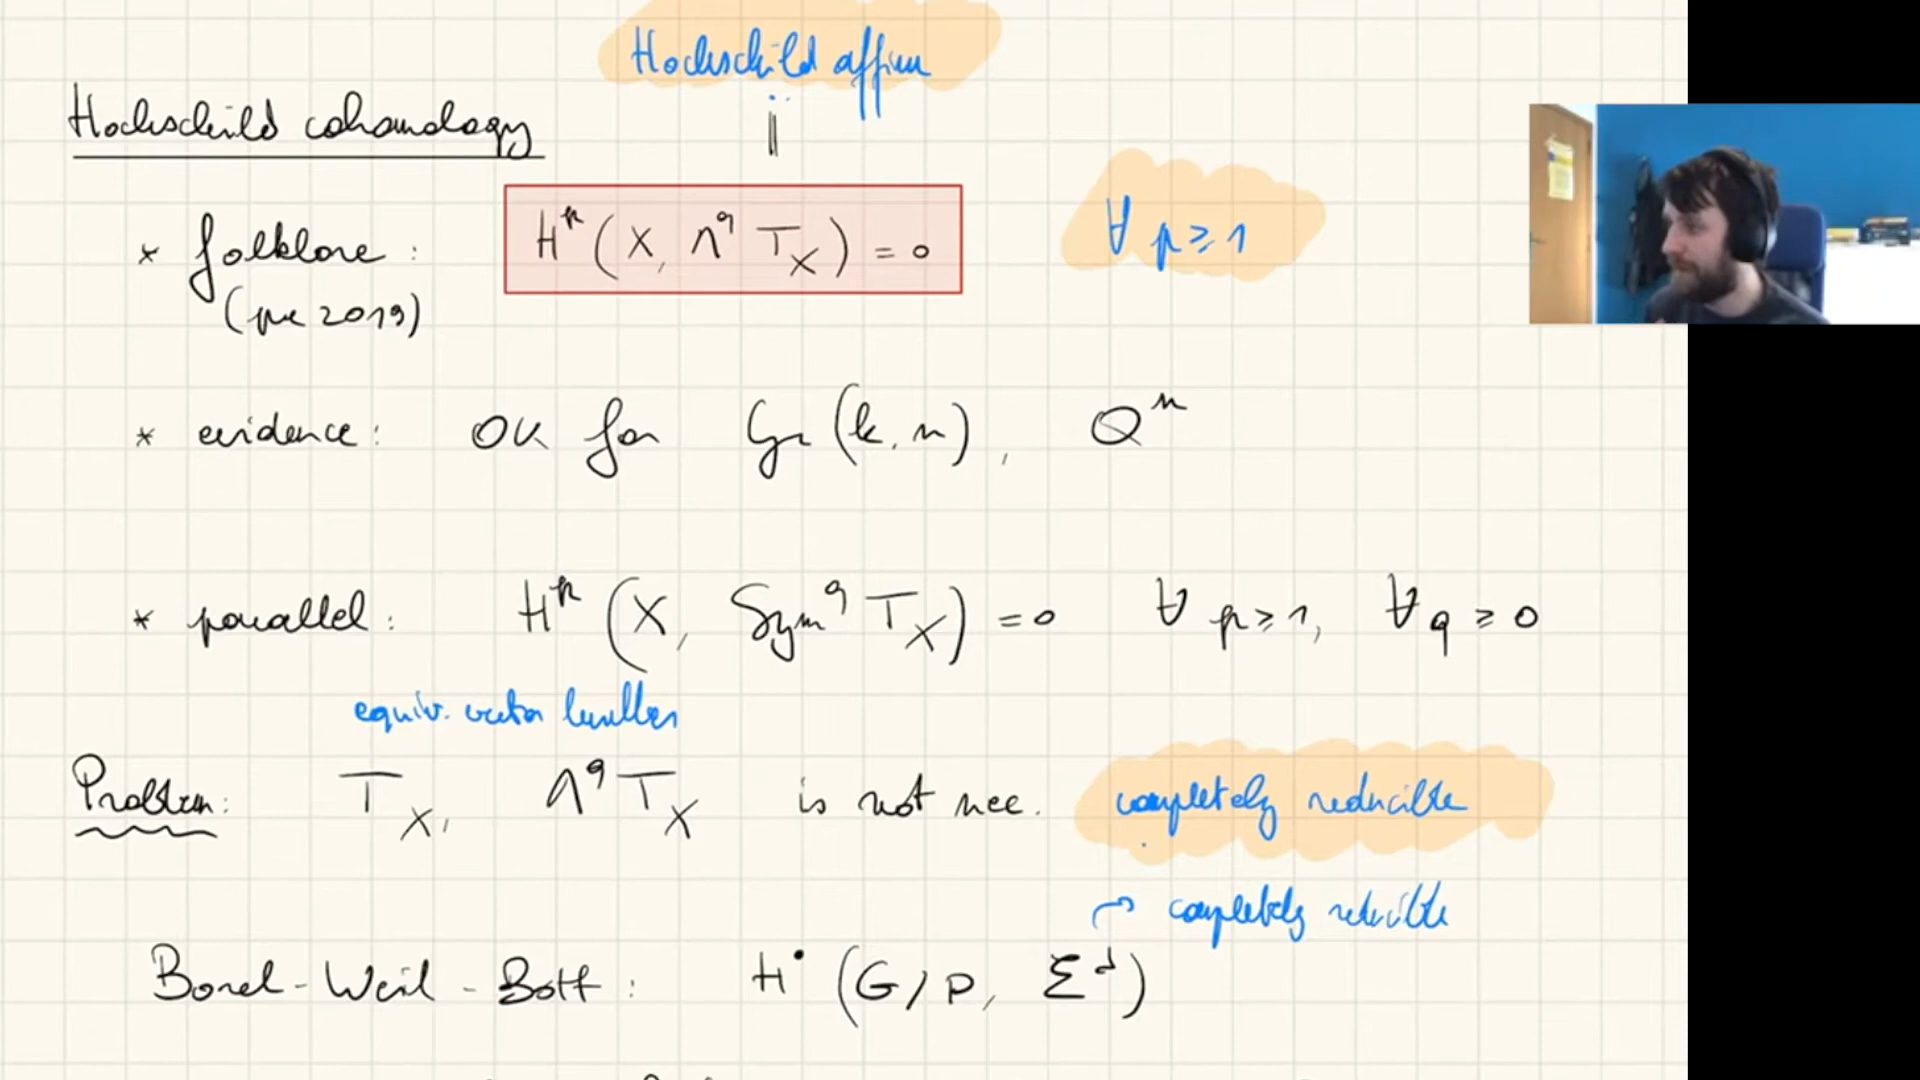 Hochschild affine
Hochschild cohomology
* folklore: H^p (X, Λ^q T_X) = 0 ∀ p ≥ 1
(pre 2019)
* evidence: OK for Gr(k, n), Q^n
* parallel: H^p (X, Sym^q T_X) = 0 ∀ p ≥ 1, ∀ q ≥ 0
equiv. vector bundles
Problem: T_X, Λ^q T_X is not nec. completely reducible
completely reducible
Borel-Weil-Bott: H^• (G/P, Σ^λ)